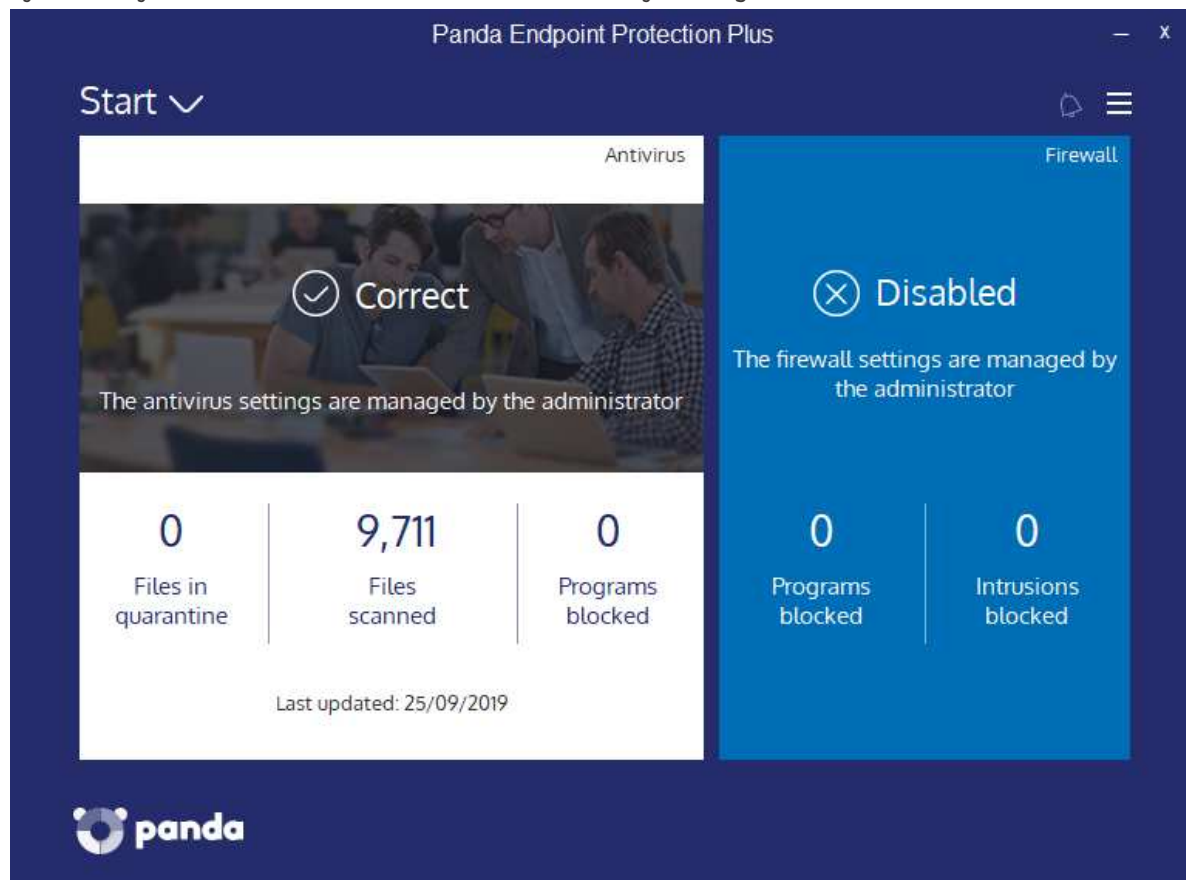 Panda Endpoint Protection Plus
– x
Start
Antivirus
Correct
The antivirus settings are managed by the administrator
0
Files in
quarantine
9,711
Files
scanned
0
Programs
blocked
Last updated: 25/09/2019
Firewall
Disabled
The firewall settings are managed by
the administrator
0
Programs
blocked
0
Intrusions
blocked
panda